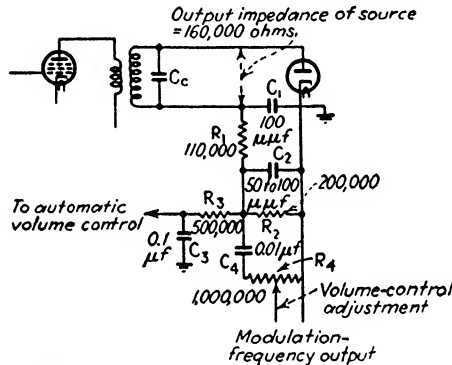 Output impedance of source
=160,000 ohms.
Cc
C1
100
μμf
R1
110,000
C2
50 to 100
μμf
200,000
To automatic
volume control
R3
500,000
R2
0.1
μf
C3
C4
0.01μf
R4
1,000,000
Volume-control
adjustment
Modulation-
frequency output